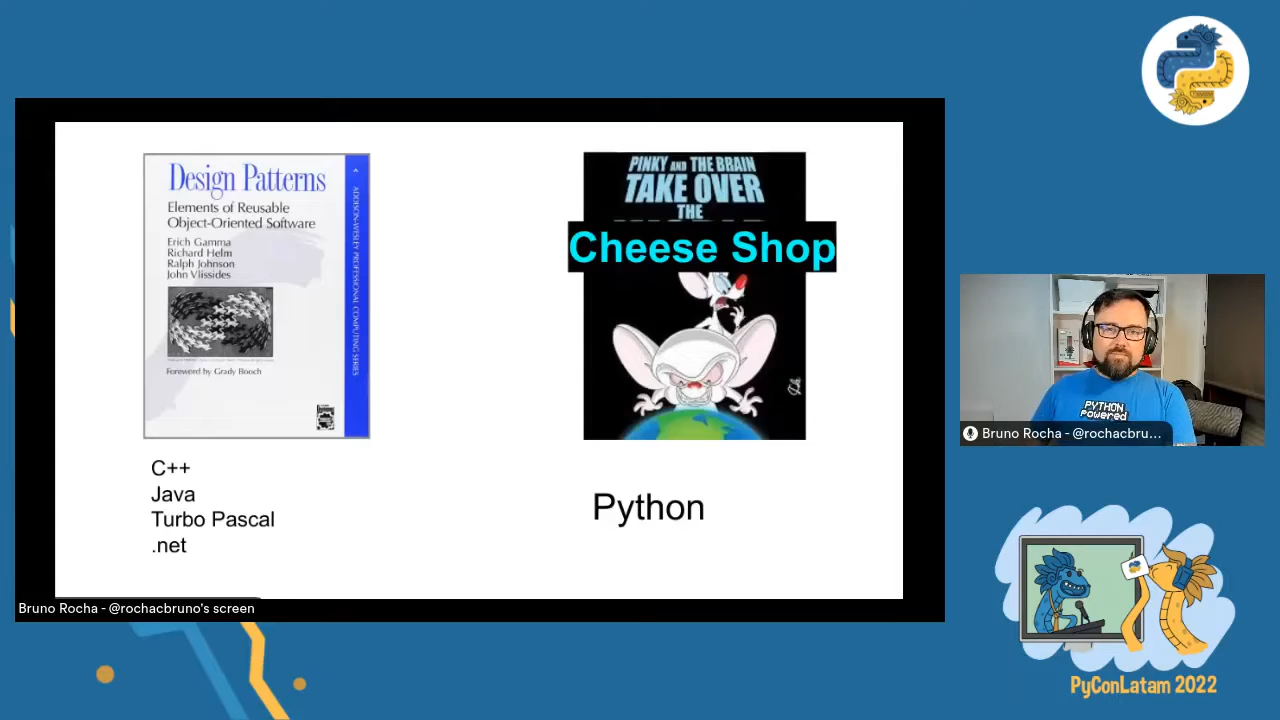 Design Patterns
Elements of Reusable
Object-Oriented Software
Erich Gamma
Richard Helm
Ralph Johnson
John Vlissides
Foreword by Grady Booch
ADDISON-WESLEY PROFESSIONAL COMPUTING SERIES
C++
Java
Turbo Pascal
.net
PINKY AND THE BRAIN
TAKE OVER
THE
Cheese Shop
Python
Bruno Rocha - @rochacbruno's screen
PYTHON
POWERED
Bruno Rocha - @rochacbru...
PyConLatam 2022